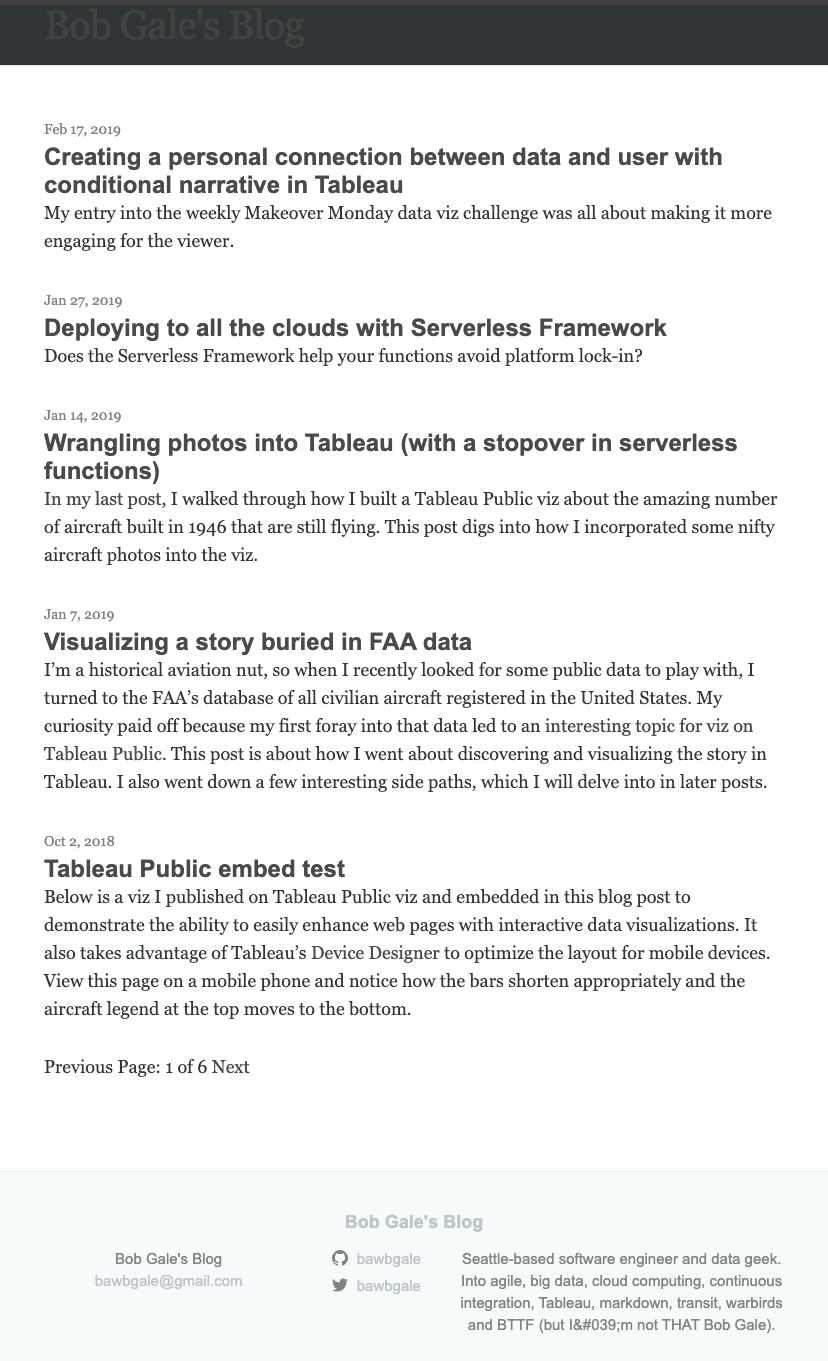 Bob Gale's Blog
Feb 17, 2019
Creating a personal connection between data and user with
conditional narrative in Tableau
My entry into the weekly Makeover Monday data viz challenge was all about making it more
engaging for the viewer.
Jan 27, 2019
Deploying to all the clouds with Serverless Framework
Does the Serverless Framework help your functions avoid platform lock-in?
Jan 14, 2019
Wrangling photos into Tableau (with a stopover in serverless
functions)
In my last post, I walked through how I built a Tableau Public viz about the amazing number
of aircraft built in 1946 that are still flying. This post digs into how I incorporated some nifty
aircraft photos into the viz.
Jan 7, 2019
Visualizing a story buried in FAA data
I’m a historical aviation nut, so when I recently looked for some public data to play with, I
turned to the FAA’s database of all civilian aircraft registered in the United States. My
curiosity paid off because my first foray into that data led to an interesting topic for viz on
Tableau Public. This post is about how I went about discovering and visualizing the story in
Tableau. I also went down a few interesting side paths, which I will delve into in later posts.
Oct 2, 2018
Tableau Public embed test
Below is a viz I published on Tableau Public viz and embedded in this blog post to
demonstrate the ability to easily enhance web pages with interactive data visualizations. It
also takes advantage of Tableau’s Device Designer to optimize the layout for mobile devices.
View this page on a mobile phone and notice how the bars shorten appropriately and the
aircraft legend at the top moves to the bottom.
Previous Page: 1 of 6 Next
Bob Gale's Blog
Bob Gale's Blog
bawbgale@gmail.com
bawbgale
bawbgale
Seattle-based software engineer and data geek.
Into agile, big data, cloud computing, continuous
integration, Tableau, markdown, transit, warbirds
and BTTF (but I&#039;m not THAT Bob Gale).